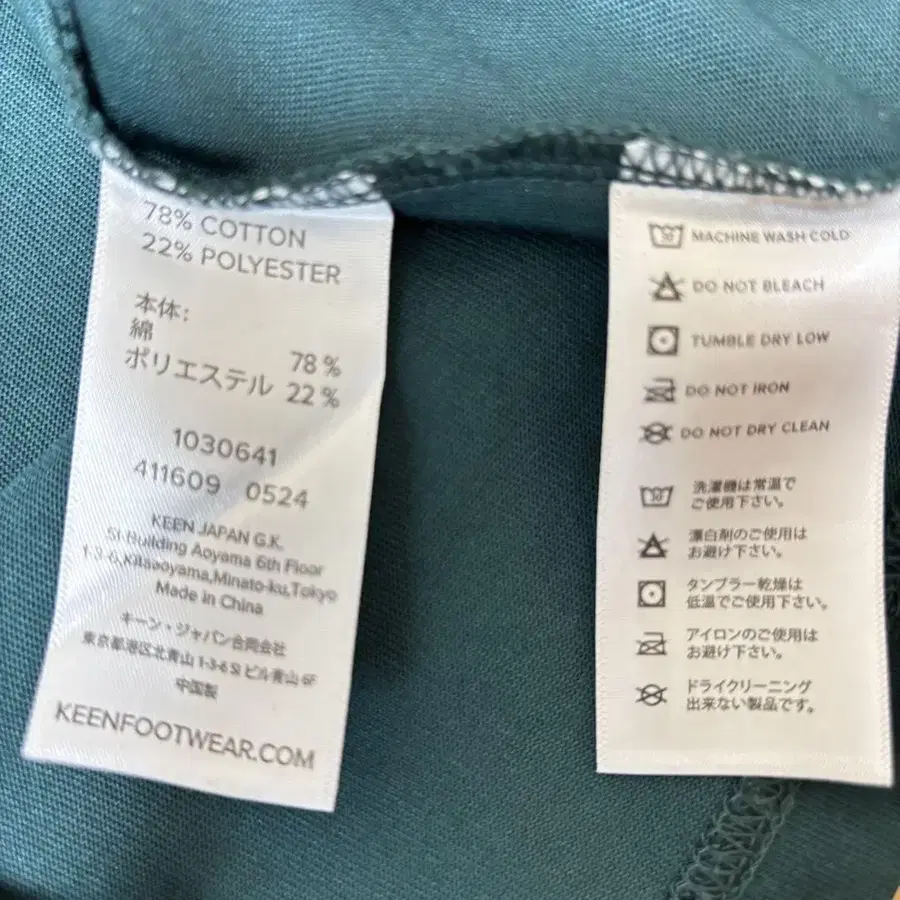 78% COTTON
22% POLYESTER
本体:
綿 78%
ポリエステル 22%
1030641
411609 0524
KEEN JAPAN G.K.
SI Building Aoyama 6th Floor
1-3-6,Kitaaoyama,Minato-ku,Tokyo
Made in China
キーン・ジャパン合同会社
東京都港区北青山 1-3-6 SI ビル青山 6F
中国製
KEENFOOTWEAR.COM
30 MACHINE WASH COLD
DO NOT BLEACH
TUMBLE DRY LOW
DO NOT IRON
DO NOT DRY CLEAN
30 洗濯機は常温で
ご使用下さい。
漂白剤のご使用は
お避け下さい。
タンブラー乾燥は
低温でご使用下さい。
アイロンのご使用は
お避け下さい。
ドライクリーニング
出来ない製品です。